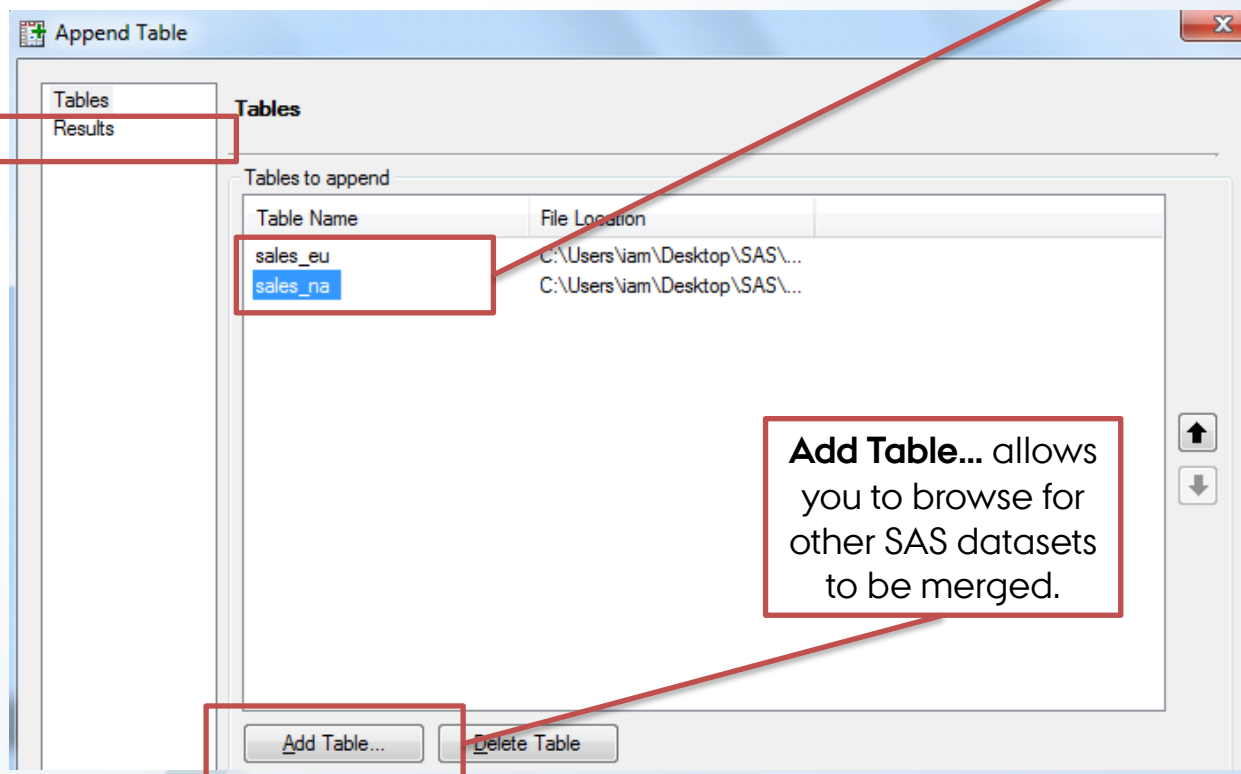 Append Table
Tables
Results
Tables
Tables to append
Table Name File Location
sales_eu C:\Users\iam\Desktop\SAS\...
sales_na C:\Users\iam\Desktop\SAS\...
Add Table... allows
you to browse for
other SAS datasets
to be merged.
Add Table... Delete Table